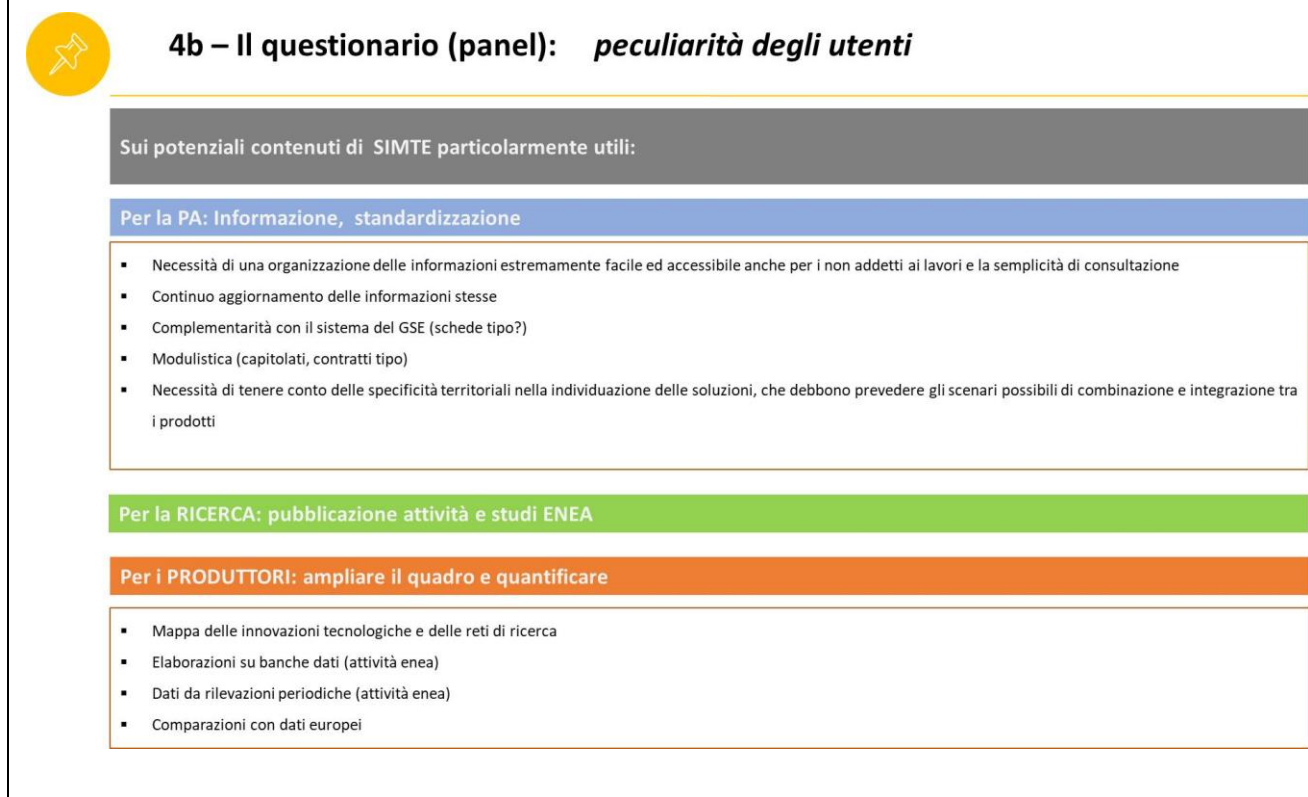 4b – Il questionario (panel): peculiarità degli utenti
Sui potenziali contenuti di SIMTE particolarmente utili:
Per la PA: Informazione, standardizzazione
▪ Necessità di una organizzazione delle informazioni estremamente facile ed accessibile anche per i non addetti ai lavori e la semplicità di consultazione
▪ Continuo aggiornamento delle informazioni stesse
▪ Complementarità con il sistema del GSE (schede tipo?)
▪ Modulistica (capitolati, contratti tipo)
▪ Necessità di tenere conto delle specificità territoriali nella individuazione delle soluzioni, che debbono prevedere gli scenari possibili di combinazione e integrazione tra
i prodotti
Per la RICERCA: pubblicazione attività e studi ENEA
Per i PRODUTTORI: ampliare il quadro e quantificare
▪ Mappa delle innovazioni tecnologiche e delle reti di ricerca
▪ Elaborazioni su banche dati (attività enea)
▪ Dati da rilevazioni periodiche (attività enea)
▪ Comparazioni con dati europei